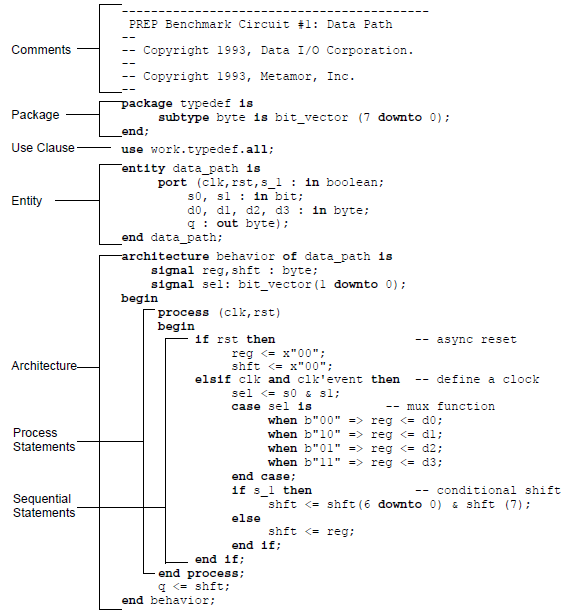 -----------------------------------------
PREP Benchmark Circuit #1: Data Path
--
Comments
-- Copyright 1993, Data I/O Corporation.
--
-- Copyright 1993, Metamor, Inc.
--
package typedef is
Package
subtype byte is bit_vector (7 downto 0);
end;
Use Clause
use work.typedef.all;
entity data_path is
port (clk,rst,s_1 : in boolean;
s0, s1 : in bit;
Entity
d0, d1, d2, d3 : in byte;
q : out byte);
end data_path;
architecture behavior of data_path is
signal reg,shft : byte;
signal sel: bit_vector(1 downto 0);
begin
process (clk,rst)
begin
if rst then -- async reset
reg <= x"00";
shft <= x"00";
Architecture
elsif clk and clk'event then -- define a clock
sel <= s0 & s1;
case sel is -- mux function
when b"00" => reg <= d0;
Process
Statements
when b"10" => reg <= d1;
when b"01" => reg <= d2;
when b"11" => reg <= d3;
end case;
if s_1 then -- conditional shift
Sequential
Statements
shft <= shft(6 downto 0) & shft (7);
else
shft <= reg;
end if;
end if;
end process;
q <= shft;
end behavior;